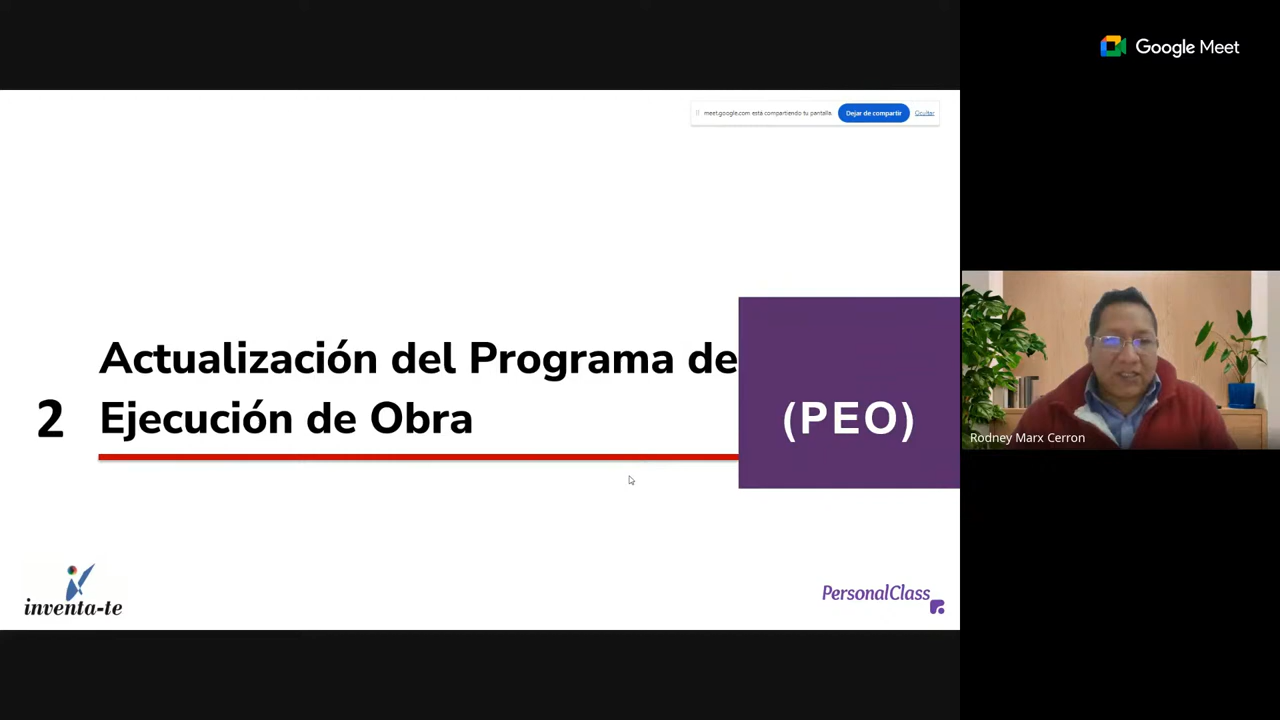 Google Meet
meet.google.com está compartiendo tu pantalla.
Dejar de compartir
Ocultar
Actualización del Programa de
2
Ejecución de Obra
(PEO)
Rodney Marx Cerron
inventa-te
PersonalClass